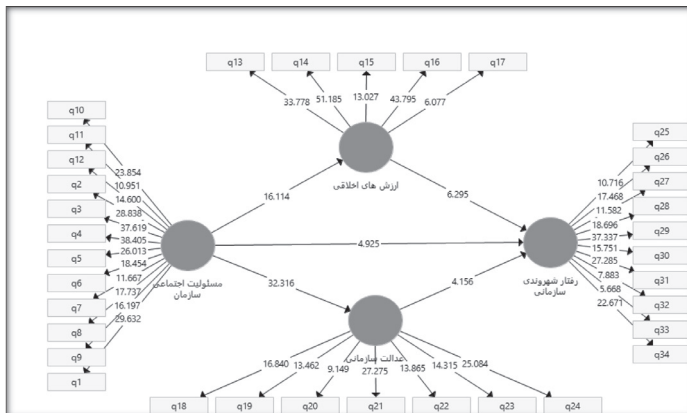 q13
q14
q15
q16
q17
33.778
51.185
13.027
43.795
6.077
ارزش های اخلاقی
q10
q11
q12
q2
q3
q4
q5
q6
q7
q8
q9
q1
23.854
10.951
14.600
28.838
37.619
38.405
26.013
18.454
11.667
17.737
16.197
29.632
مسئولیت اجتماعی
سازمان
16.114
6.295
4.925
32.316
4.156
q25
q26
q27
q28
q29
q30
q31
q32
q33
q34
10.716
17.468
11.582
18.696
37.337
15.751
27.285
7.883
5.668
22.671
رفتار شهروندی
سازمانی
عدالت سازمانی
16.840
13.462
9.149
27.275
13.865
14.315
25.084
q18
q19
q20
q21
q22
q23
q24